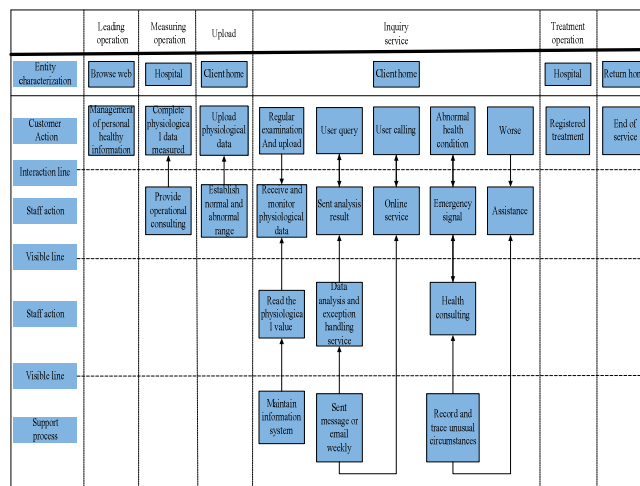 Leading
operation
Measuring
operation
Upload
Inquiry
service
Treatment
operation
Entity
characterization
Browse web
Hospital
Client home
Client home
Hospital
Return hom
Customer
Action
Management
of personal
healthy
information
Complete
physiologica
l data
measured
Upload
physiological
data
Regular
examination
And upload
User query
User calling
Abnormal
health
condition
Worse
Registered
treatment
End of
service
Interaction line
Staff action
Provide
operational
consulting
Establish
normal and
abnormal
range
Receive and
monitor
physiological
data
Sent analysis
result
Online
service
Emergency
signal
Assistance
Visible line
Staff action
Read the
physiologica
l value
Data
analysis and
exception
handling
service
Health
consulting
Visible line
Support
process
Maintain
information
system
Sent
message or
email
weekly
Record and
trace unusual
circumstances